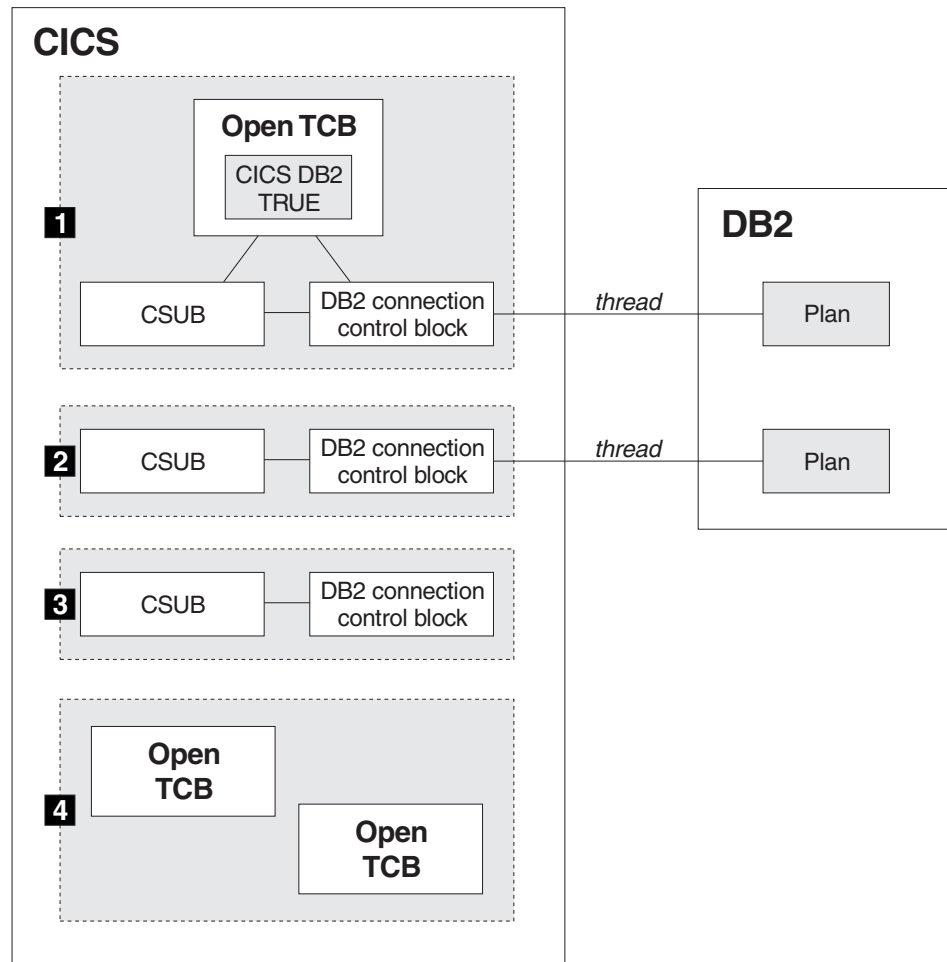 CICS
Open TCB
CICS DB2
TRUE
1
CSUB
DB2 connection
control block
thread
DB2
Plan
2
CSUB
DB2 connection
control block
thread
Plan
3
CSUB
DB2 connection
control block
4
Open
TCB
Open
TCB